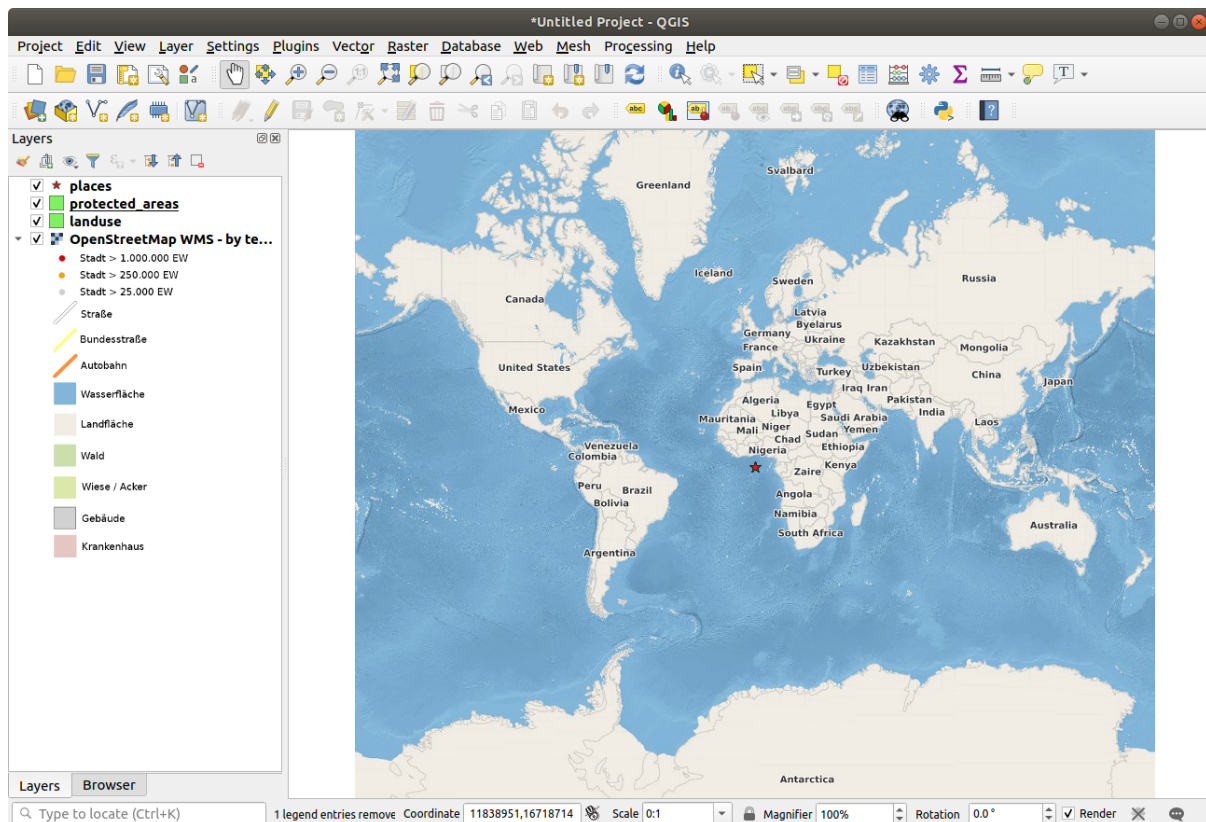 *Untitled Project - QGIS
Project Edit View Layer Settings Plugins Vector Raster Database Web Mesh Processing Help
Layers
places
protected_areas
landuse
OpenStreetMap WMS - by te...
Stadt > 1.000.000 EW
Stadt > 250.000 EW
Stadt > 25.000 EW
Straße
Bundesstraße
Autobahn
Wasserfläche
Landfläche
Wald
Wiese / Acker
Gebäude
Krankenhaus
Layers Browser
Svalbard
Greenland
Iceland
Sweden
Russia
Canada
Latvia
Byelarus
Germany
Ukraine
France
Kazakhstan
Mongolia
United States
Spain
Turkey
Uzbekistan
China
Japan
Iraq Iran
Algeria
Egypt
Pakistan
Mexico
Mauritania
Libya
Saudi Arabia
India
Mali
Niger
Chad
Sudan
Yemen
Laos
Venezuela
Nigeria
Ethiopia
Colombia
Zaire
Kenya
Peru
Brazil
Angola
Bolivia
Namibia
Australia
South Africa
Argentina
Antarctica
Type to locate (Ctrl+K) 1 legend entries remove Coordinate 11838951,16718714 Scale 0:1 Magnifier 100% Rotation 0.0 ° Render